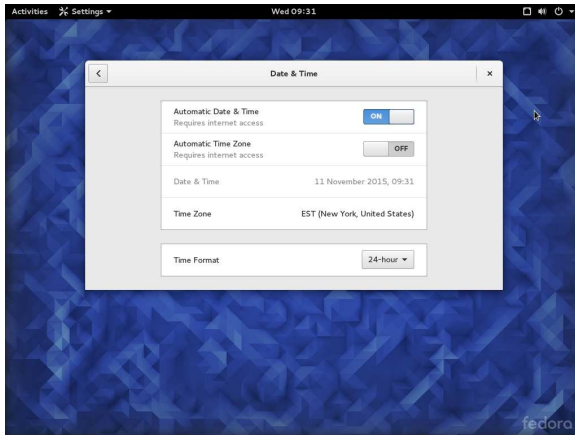 Activities Settings Wed 09:31
Date & Time
Automatic Date & Time ON
Requires internet access
Automatic Time Zone OFF
Requires internet access
Date & Time 11 November 2015, 09:31
Time Zone EST (New York, United States)
Time Format 24-hour
fedora